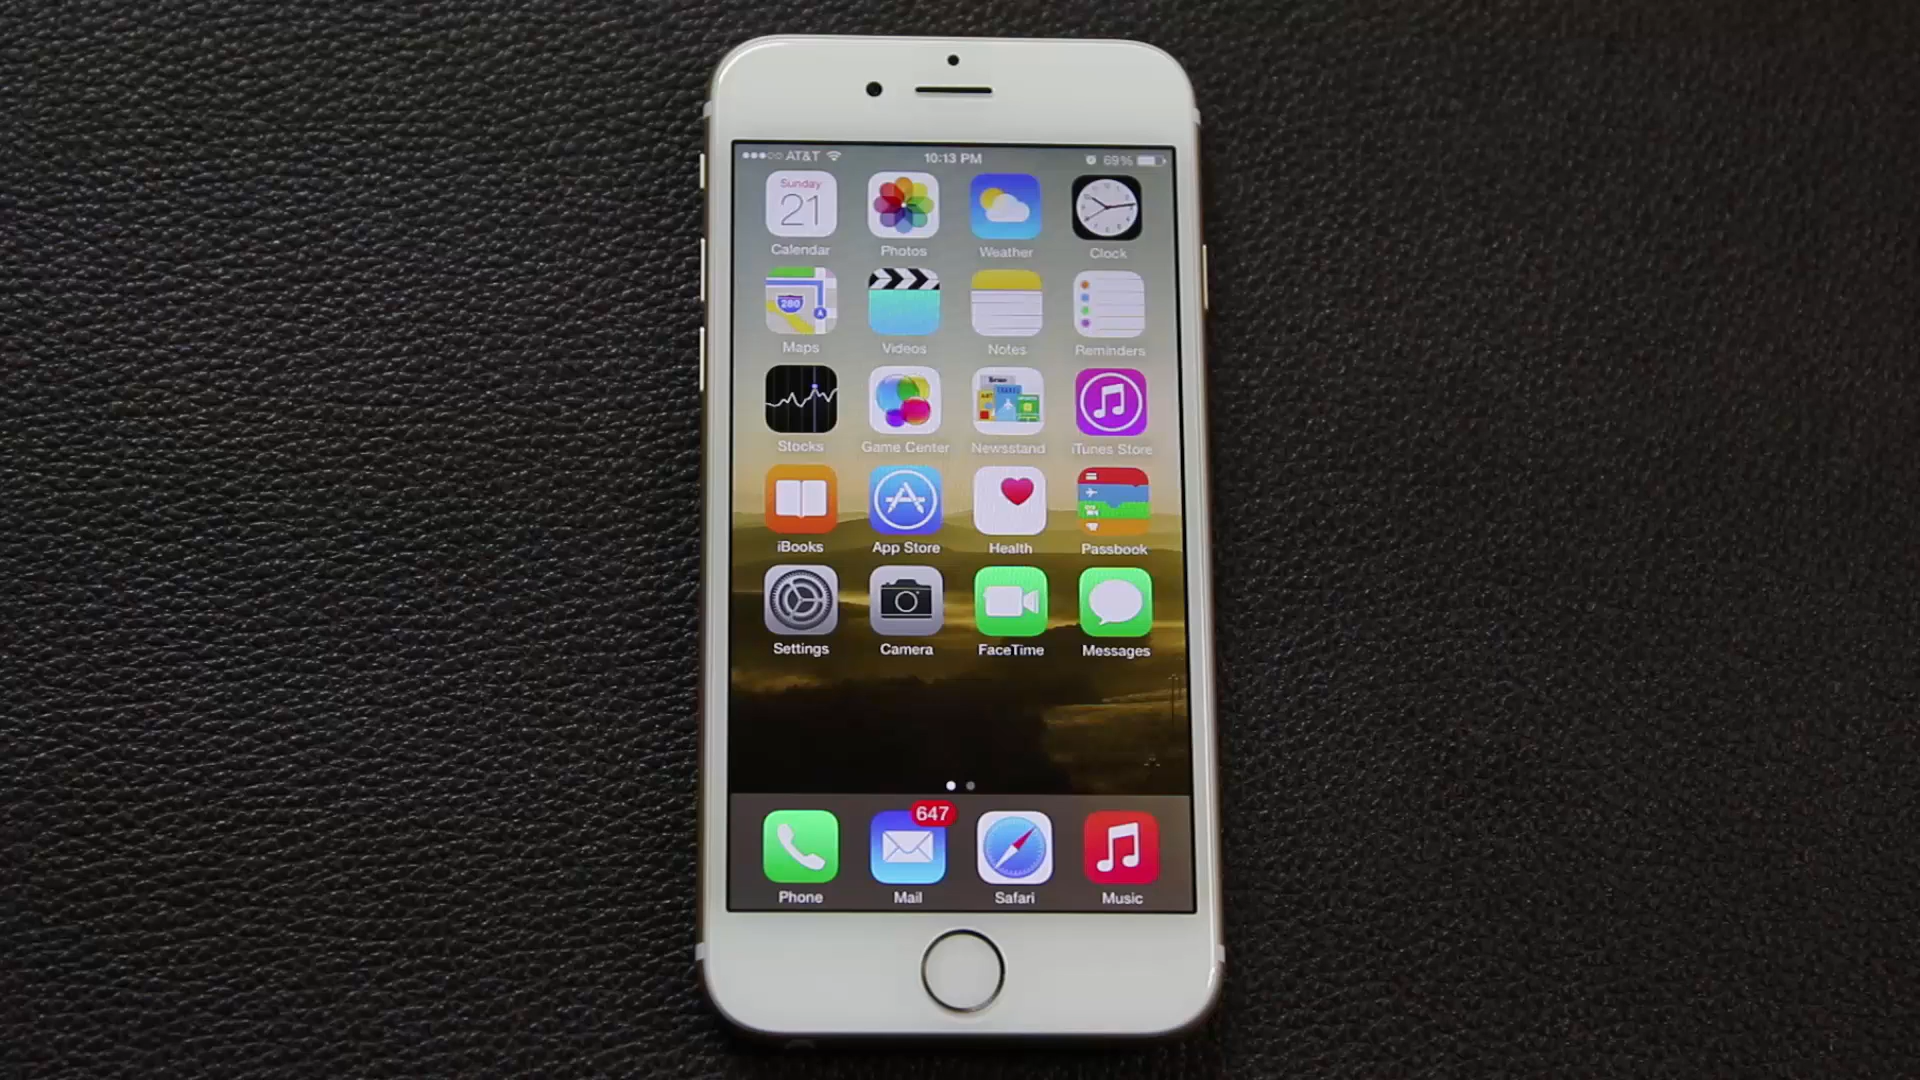 AT&T 10:13 PM 69%
Sunday
21
Calendar Photos Weather Clock
280
Maps Videos Notes Reminders
Stocks Game Center Newsstand iTunes Store
iBooks App Store Health Passbook
Settings Camera FaceTime Messages
647
Phone Mail Safari Music